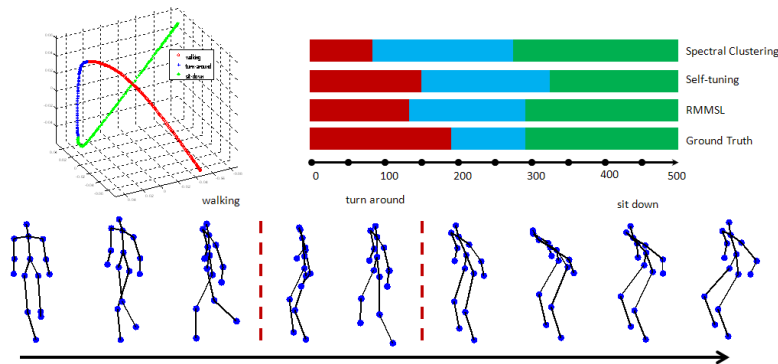 walking
turn-around
sit-down
Spectral Clustering
Self-tuning
RMMSL
Ground Truth
0 100 200 300 400 500
walking turn around sit down